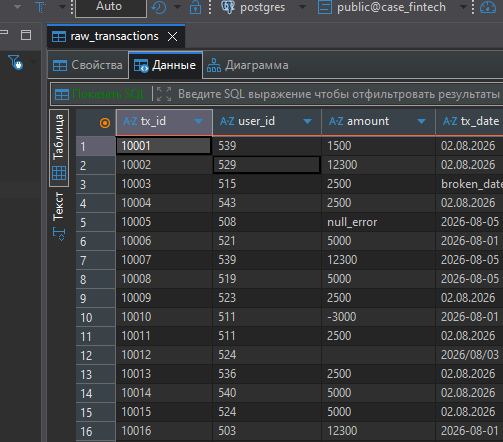 Auto postgres public@case_fintech
raw_transactions
Свойства Данные Диаграмма
Показать SQL Введите SQL выражение чтобы отфильтровать результаты
Таблица
Текст
A-Z tx_id A-Z user_id A-Z amount A-Z tx_date
1 10001 539 1500 02.08.2026
2 10002 529 12300 02.08.2026
3 10003 515 2500 broken_date
4 10004 543 2500 02.08.2026
5 10005 508 null_error 2026-08-05
6 10006 521 5000 2026-08-01
7 10007 539 12300 2026-08-05
8 10008 519 5000 2026-08-05
9 10009 523 2500 02.08.2026
10 10010 511 -3000 2026-08-01
11 10011 511 2500 02.08.2026
12 10012 524 2026/08/03
13 10013 536 2500 02.08.2026
14 10014 540 5000 02.08.2026
15 10015 524 5000 02.08.2026
16 10016 503 12300 2026-08-01